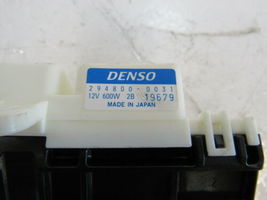 DENSO
294800-0031
12V 600W 2B 19679
MADE IN JAPAN